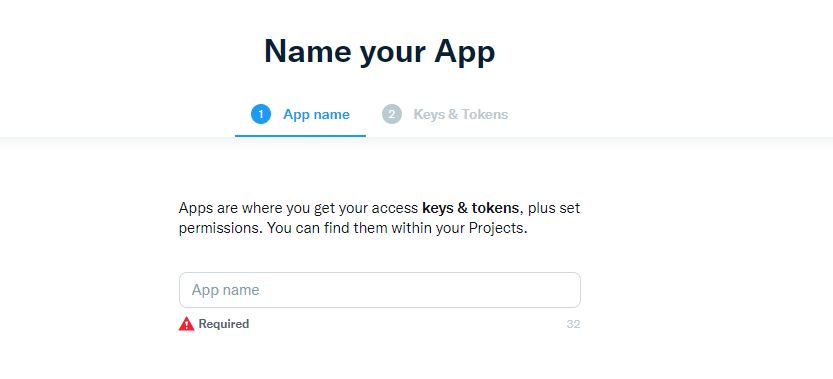 Name your App
1 App name 2 Keys & Tokens
Apps are where you get your access keys & tokens, plus set
permissions. You can find them within your Projects.
App name
Required 32